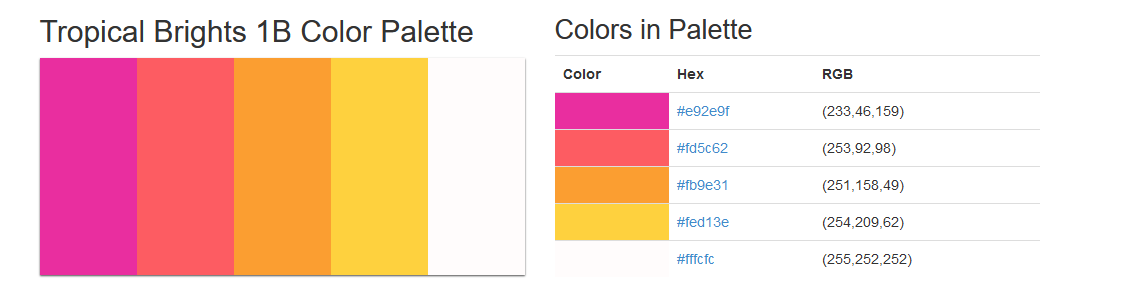 Tropical Brights 1B Color Palette
Colors in Palette
Color Hex RGB
#e92e9f (233,46,159)
#fd5c62 (253,92,98)
#fb9e31 (251,158,49)
#fed13e (254,209,62)
#fffcfc (255,252,252)